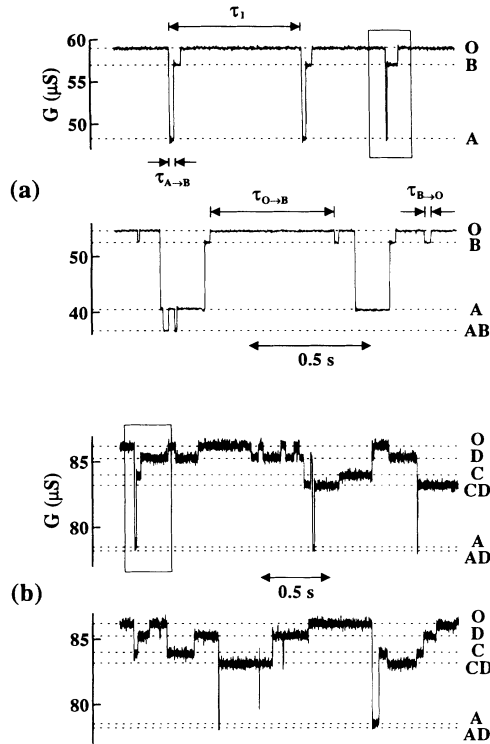 τ₁
60
55
50
G (μS)
O
B
A
τA→B
(a)
τO→B
τB→O
50
40
O
B
A
AB
0.5 s
85
80
G (μS)
O
D
C
CD
A
AD
0.5 s
(b)
85
80
O
D
C
CD
A
AD